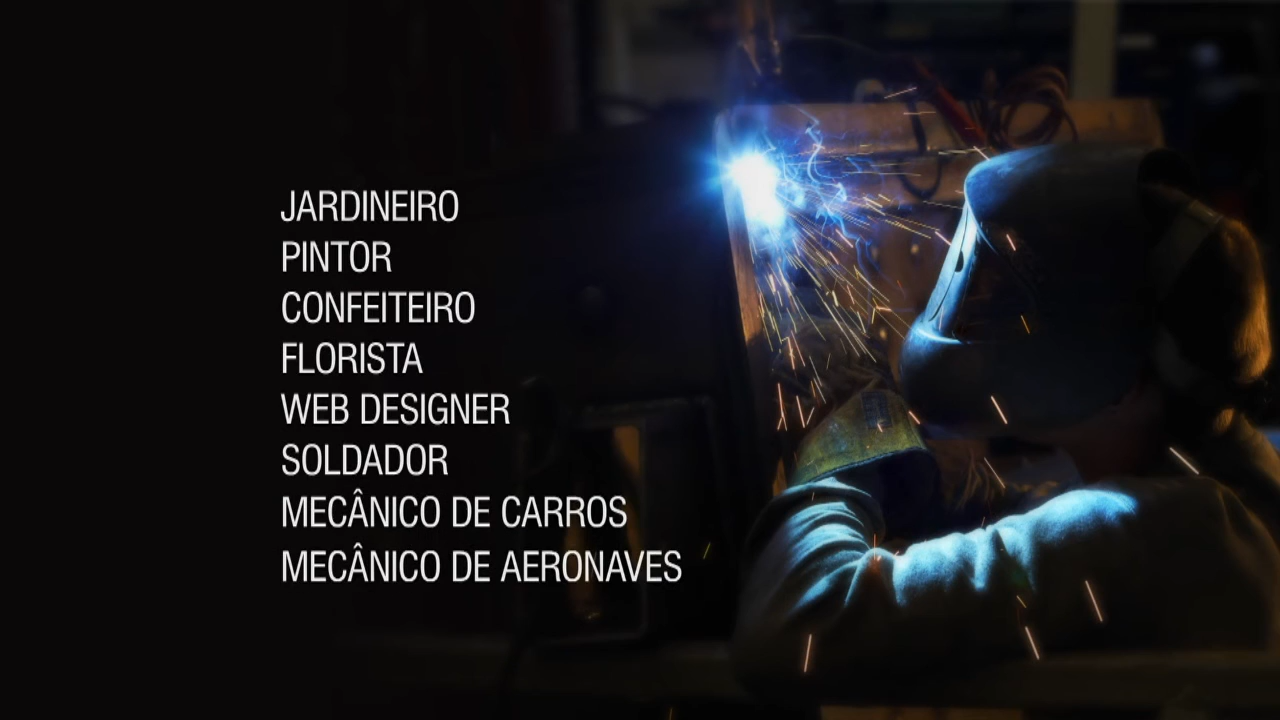 JARDINEIRO
PINTOR
CONFEITEIRO
FLORISTA
WEB DESIGNER
SOLDADOR
MECÂNICO DE CARROS
MECÂNICO DE AERONAVES